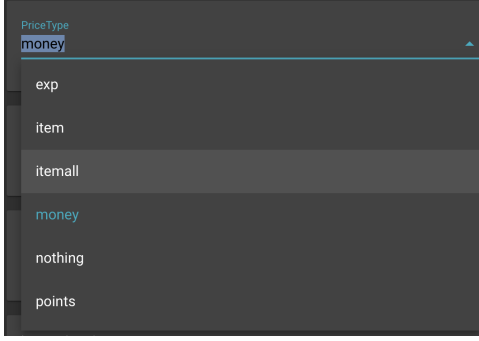 PriceType
money
exp
item
itemall
money
nothing
points